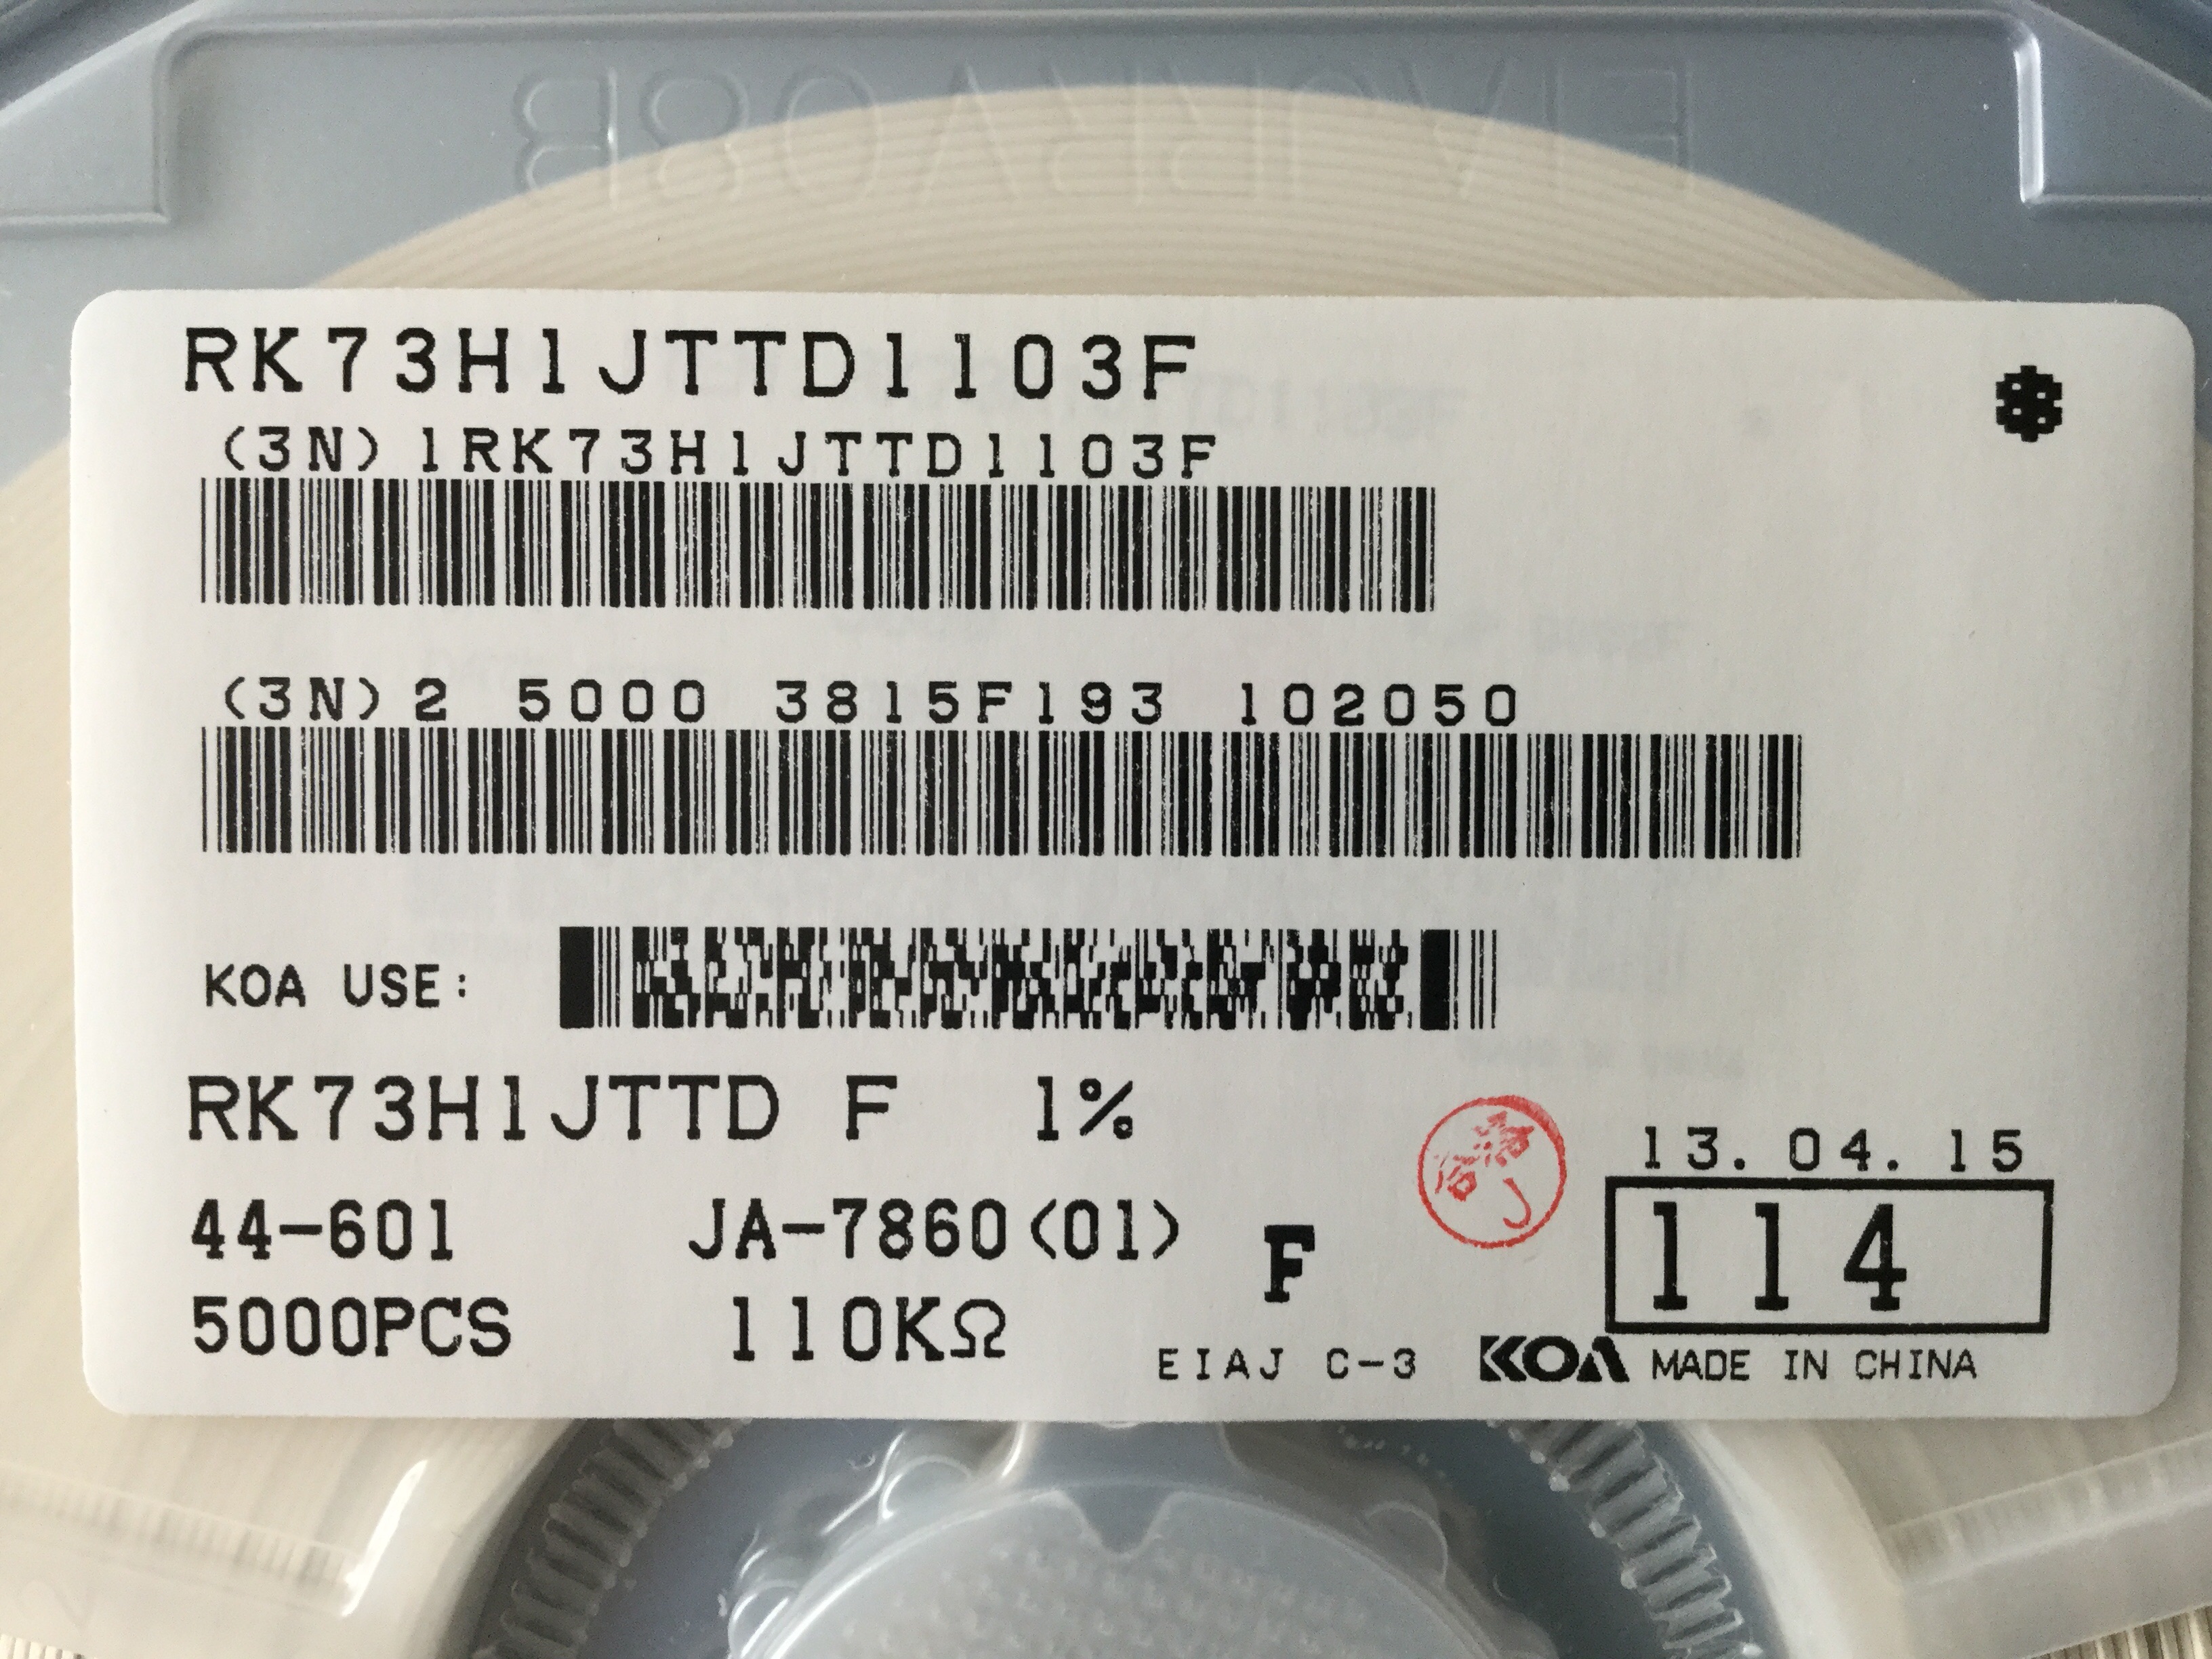 RK73H1JTTD1103F
(3N)1RK73H1JTTD1103F
(3N)2 5000 3815F193 102050
KOA USE:
RK73H1JTTD F 1%
13. 04. 15
44-601 JA-7860(01) F 114
5000PCS 110KΩ
EIAJ C-3 KOA MADE IN CHINA